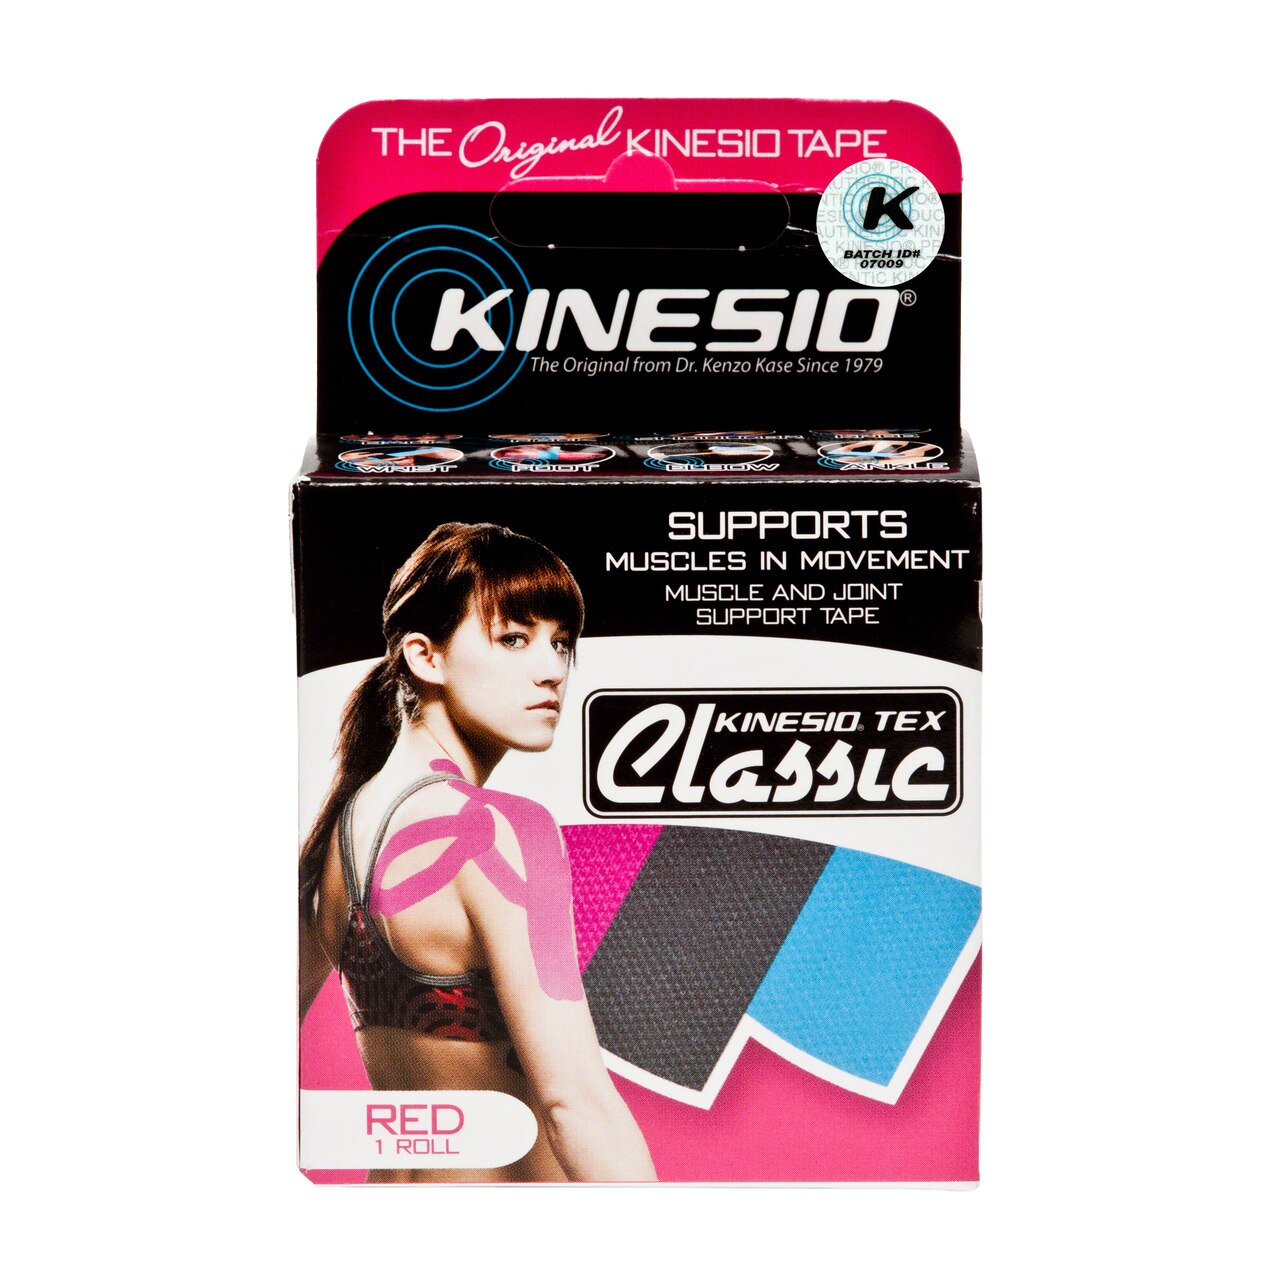 THE Original KINESIO TAPE
K
BATCH ID#
07009
KINESIO®
The Original from Dr. Kenzo Kase Since 1979
WRIST FOOT ELBOW ANKLE
SUPPORTS
MUSCLES IN MOVEMENT
MUSCLE AND JOINT
SUPPORT TAPE
KINESIO® TEX
Classic
RED
1 ROLL